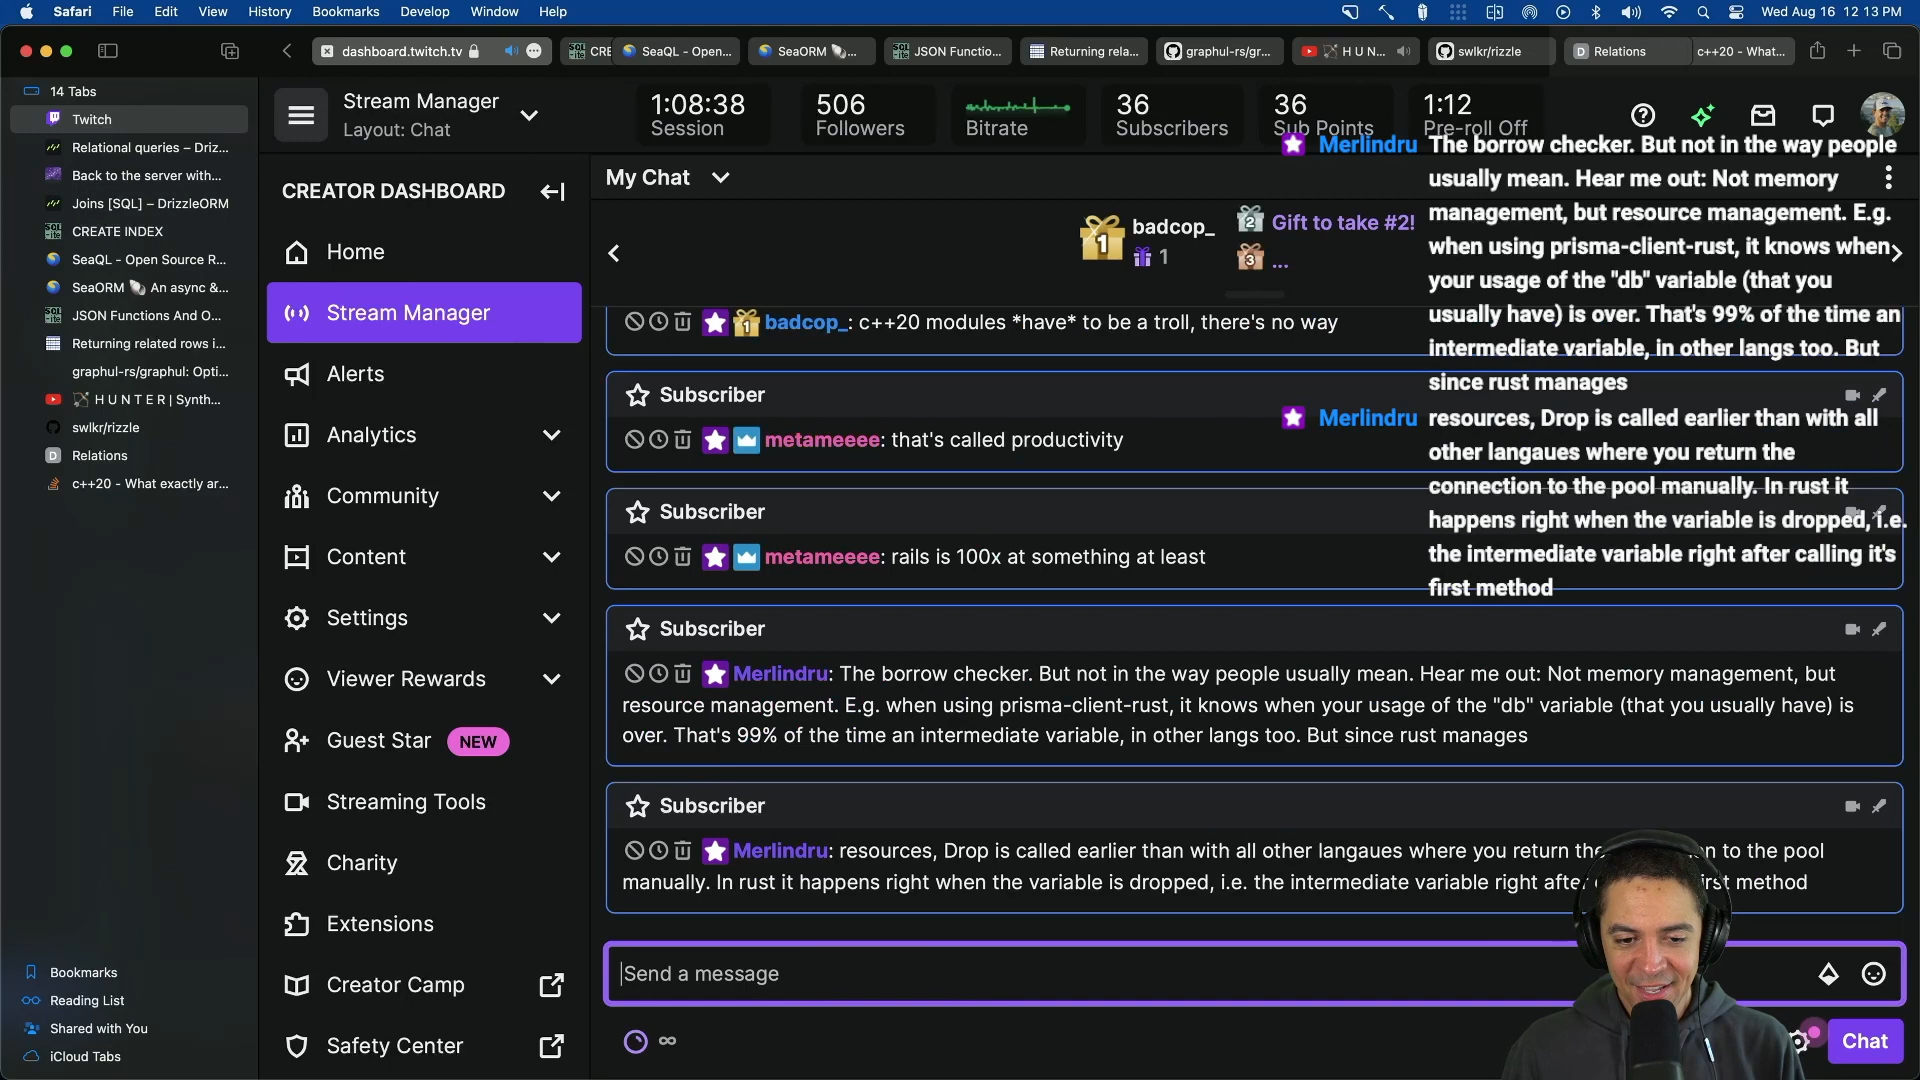 Safari File Edit View History Bookmarks Develop Window Help
Wed Aug 16 12 13 PM
dashboard.twitch.tv
CRE
SeaQL - Open...
SeaORM 🐚...
JSON Functio...
Returning rela...
graphul-rs/gr...
H U N...
swlkr/rizzle
D Relations
c++20 - What...
14 Tabs
Twitch
Relational queries – Driz...
Back to the server with...
Joins [SQL] – DrizzleORM
CREATE INDEX
SeaQL - Open Source R...
SeaORM 🐚 An async &...
JSON Functions And O...
Returning related rows i...
graphul-rs/graphul: Opti...
H U N T E R | Synth...
swlkr/rizzle
D Relations
c++20 - What exactly ar...
Bookmarks
Reading List
Shared with You
iCloud Tabs
Stream Manager
Layout: Chat
1:08:38
Session
506
Followers
Bitrate
36
Subscribers
36
Sub Points
1:12
Pre-roll Off
CREATOR DASHBOARD
Home
Stream Manager
Alerts
Analytics
Community
Content
Settings
Viewer Rewards
Guest Star NEW
Streaming Tools
Charity
Extensions
Creator Camp
Safety Center
My Chat
1 badcop_
1
2 Gift to take #2!
3 ...
badcop_: c++20 modules *have* to be a troll, there's no way
Subscriber
metameeee: that's called productivity
Subscriber
metameeee: rails is 100x at something at least
Subscriber
Merlindru: The borrow checker. But not in the way people usually mean. Hear me out: Not memory management, but
resource management. E.g. when using prisma-client-rust, it knows when your usage of the "db" variable (that you usually have) is
over. That's 99% of the time an intermediate variable, in other langs too. But since rust manages
Subscriber
Merlindru: resources, Drop is called earlier than with all other langaues where you return the n to the pool
manually. In rust it happens right when the variable is dropped, i.e. the intermediate variable right after first method
Send a message
Chat
Merlindru The borrow checker. But not in the way people
usually mean. Hear me out: Not memory
management, but resource management. E.g.
when using prisma-client-rust, it knows when
your usage of the "db" variable (that you
usually have) is over. That's 99% of the time an
intermediate variable, in other langs too. But
since rust manages
Merlindru resources, Drop is called earlier than with all
other langaues where you return the
connection to the pool manually. In rust it
happens right when the variable is dropped, i.e.
the intermediate variable right after calling it's
first method